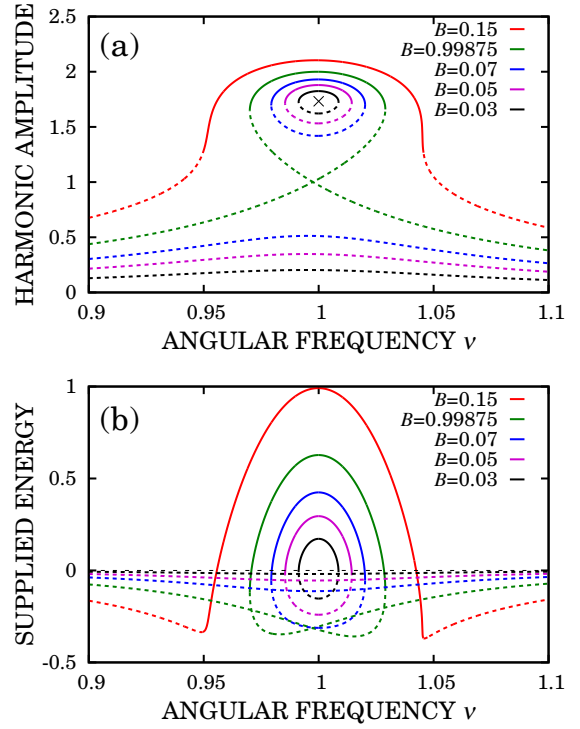 (a)
HARMONIC AMPLITUDE
2.5
2
1.5
1
0.5
0
B=0.15
B=0.99875
B=0.07
B=0.05
B=0.03
0.9 0.95 1 1.05 1.1
ANGULAR FREQUENCY ν
(b)
SUPPLIED ENERGY
1
0.5
0
-0.5
B=0.15
B=0.99875
B=0.07
B=0.05
B=0.03
0.9 0.95 1 1.05 1.1
ANGULAR FREQUENCY ν